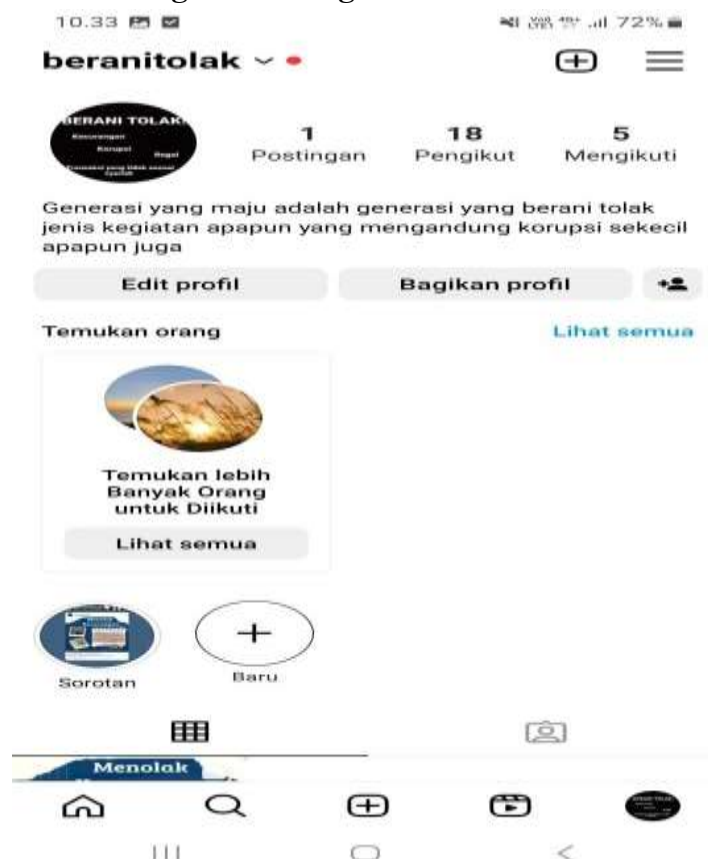 10.33
72%
beranitolak
BERANI TOLAK
Kecurangan
Korupsi
Ilegal
1 18 5
Postingan Pengikut Mengikuti
Generasi yang maju adalah generasi yang berani tolak
jenis kegiatan apapun yang mengandung korupsi sekecil
apapun juga
Edit profil Bagikan profil
Temukan orang Lihat semua
Temukan lebih
Banyak Orang
untuk Diikuti
Lihat semua
Sorotan Baru
Menolak